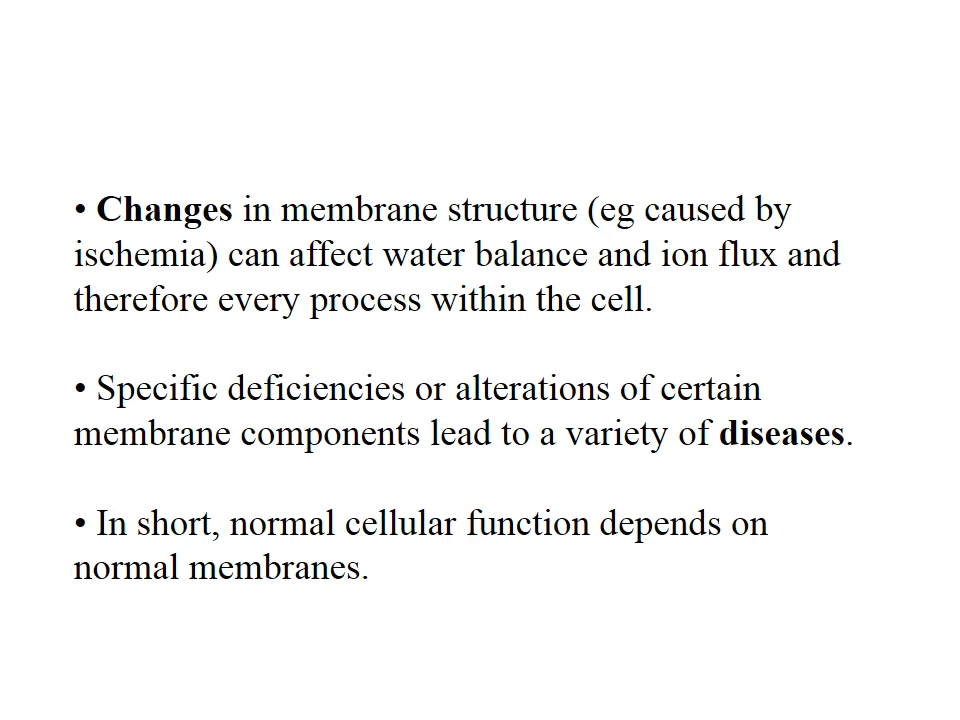 • Changes in membrane structure (eg caused by
ischemia) can affect water balance and ion flux and
therefore every process within the cell.
• Specific deficiencies or alterations of certain
membrane components lead to a variety of diseases.
• In short, normal cellular function depends on
normal membranes.